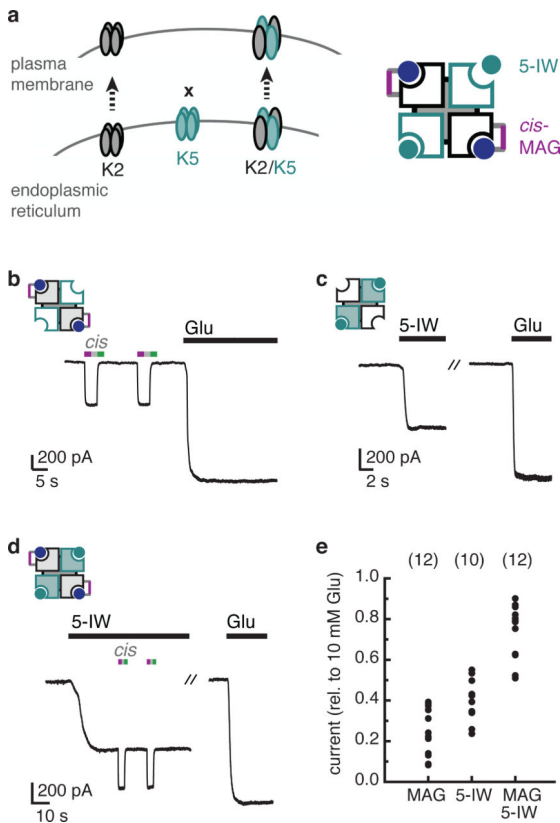 a
plasma
membrane
x
K2
K5
K2/K5
endoplasmic
reticulum
5-IW
cis-
MAG
b
cis
Glu
200 pA
5 s
c
5-IW
//
Glu
200 pA
2 s
d
5-IW
cis
//
Glu
200 pA
10 s
e
(12) (10) (12)
current (rel. to 10 mM Glu)
1.0
0.8
0.6
0.4
0.2
0.0
MAG 5-IW MAG
5-IW